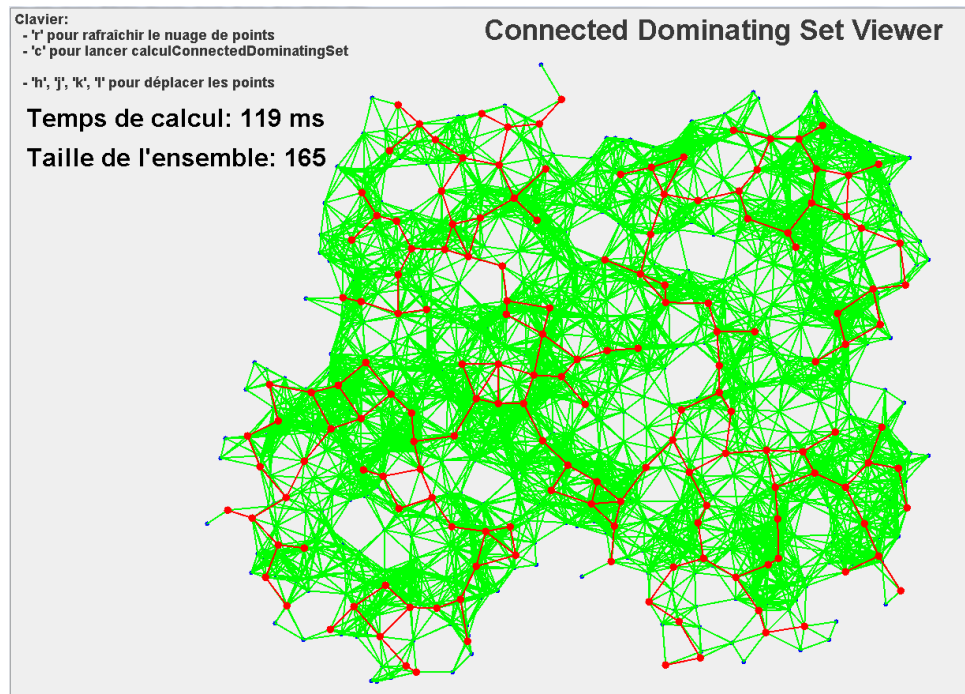 Clavier:
- 'r' pour rafraîchir le nuage de points
- 'c' pour lancer calculConnectedDominatingSet
- 'h', 'j', 'k', 'l' pour déplacer les points
Connected Dominating Set Viewer
Temps de calcul: 119 ms
Taille de l'ensemble: 165